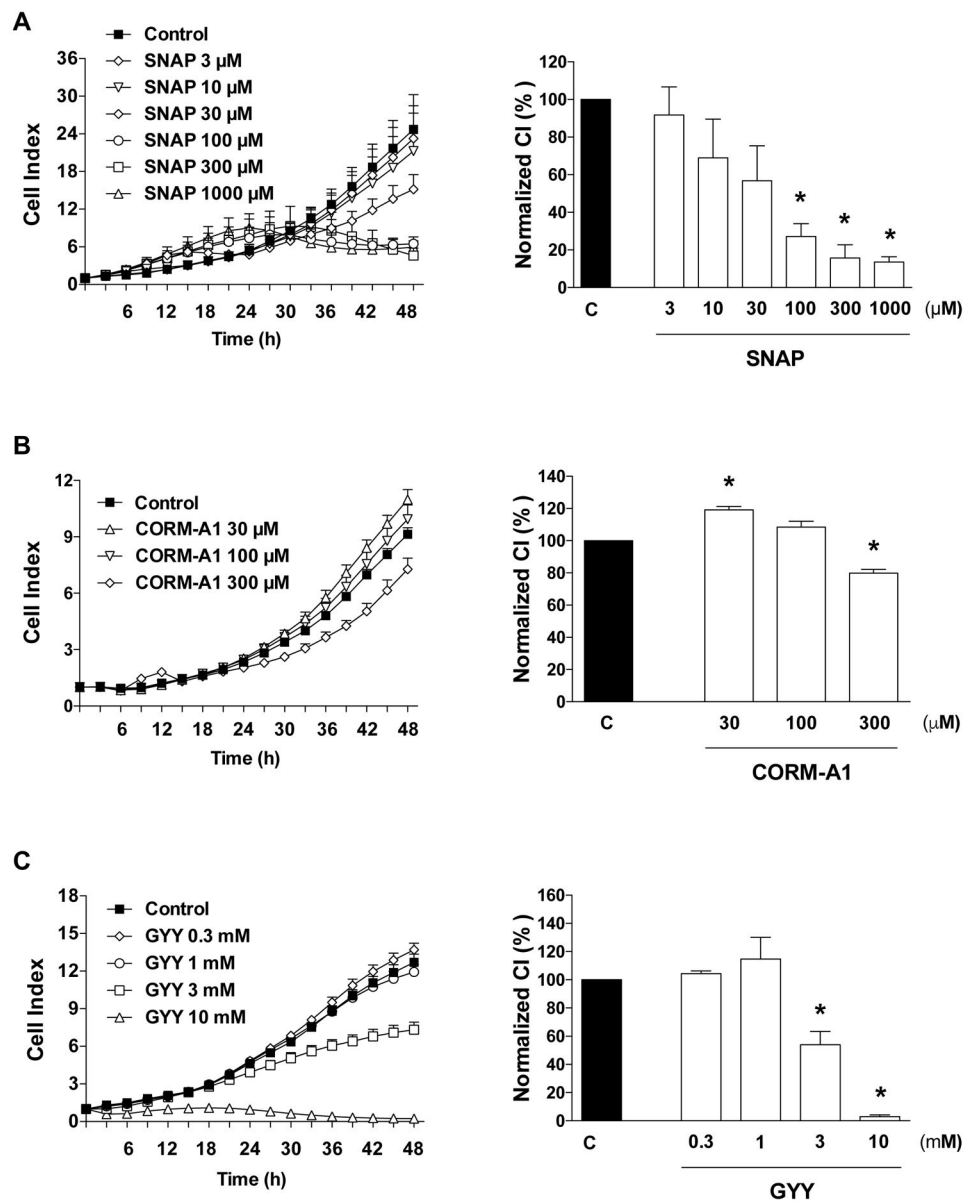 A
Control
SNAP 3 µM
SNAP 10 µM
SNAP 30 µM
SNAP 100 µM
SNAP 300 µM
SNAP 1000 µM
Cell Index
36
30
24
18
12
6
0
6 12 18 24 30 36 42 48
Time (h)
Normalized CI (% )
120
100
80
60
40
20
0
* * *
C 3 10 30 100 300 1000 (µM)
SNAP
B
Control
CORM-A1 30 µM
CORM-A1 100 µM
CORM-A1 300 µM
Cell Index
12
9
6
3
0
6 12 18 24 30 36 42 48
Time (h)
Normalized CI (% )
140
120
100
80
60
40
20
0
* *
C 30 100 300 (µM)
CORM-A1
C
Control
GYY 0.3 mM
GYY 1 mM
GYY 3 mM
GYY 10 mM
Cell Index
18
15
12
9
6
3
0
6 12 18 24 30 36 42 48
Time (h)
Normalized CI (% )
160
140
120
100
80
60
40
20
0
* *
C 0.3 1 3 10 (mM)
GYY